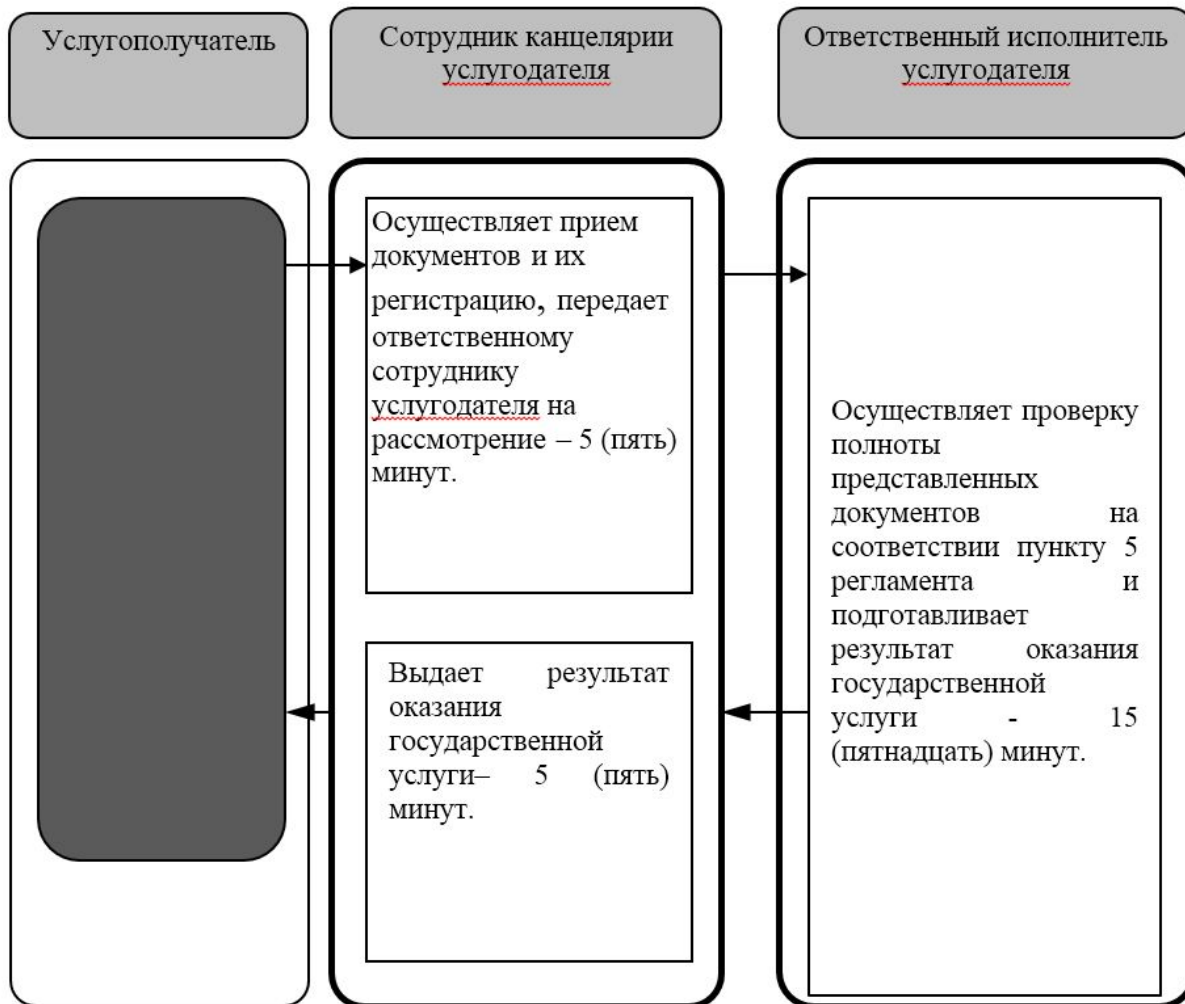 Услугополучатель
Сотрудник канцелярии
услугодателя
Ответственный исполнитель
услугодателя
Осуществляет прием
документов и их
регистрацию, передает
ответственному
сотруднику
услугодателя на
рассмотрение – 5 (пять)
минут.
Выдает результат
оказания
государственной
услуги– 5 (пять)
минут.
Осуществляет проверку
полноты
представленных
документов на
соответствии пункту 5
регламента и
подготавливает
результат оказания
государственной
услуги - 15
(пятнадцать) минут.